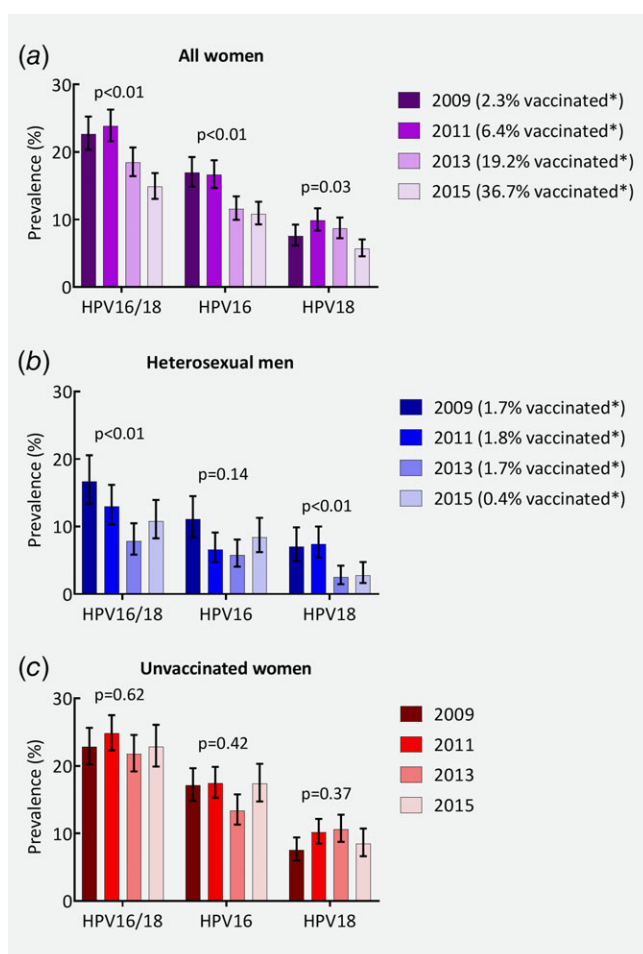 (a)
All women
30
20
10
0
Prevalence (%)
p<0.01
p<0.01
p=0.03
HPV16/18
HPV16
HPV18
2009 (2.3% vaccinated*)
2011 (6.4% vaccinated*)
2013 (19.2% vaccinated*)
2015 (36.7% vaccinated*)
(b)
Heterosexual men
30
20
10
0
Prevalence (%)
p<0.01
p=0.14
p<0.01
HPV16/18
HPV16
HPV18
2009 (1.7% vaccinated*)
2011 (1.8% vaccinated*)
2013 (1.7% vaccinated*)
2015 (0.4% vaccinated*)
(c)
Unvaccinated women
30
20
10
0
Prevalence (%)
p=0.62
p=0.42
p=0.37
HPV16/18
HPV16
HPV18
2009
2011
2013
2015